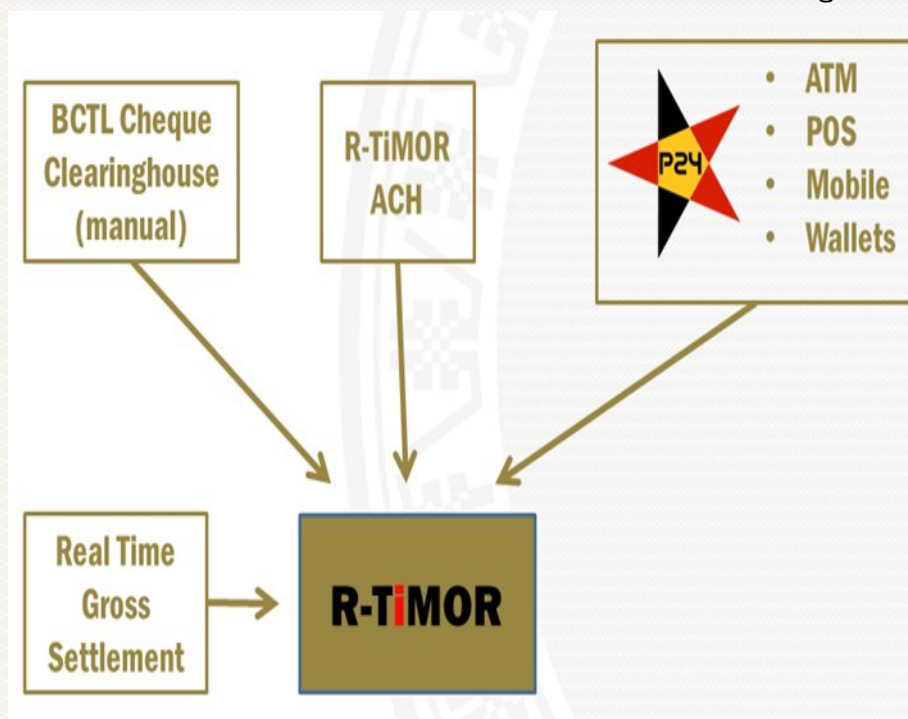 BCTL Cheque
Clearinghouse
(manual)
R-TiMOR
ACH
P24
• ATM
• POS
• Mobile
• Wallets
Real Time
Gross
Settlement
R-TiMOR